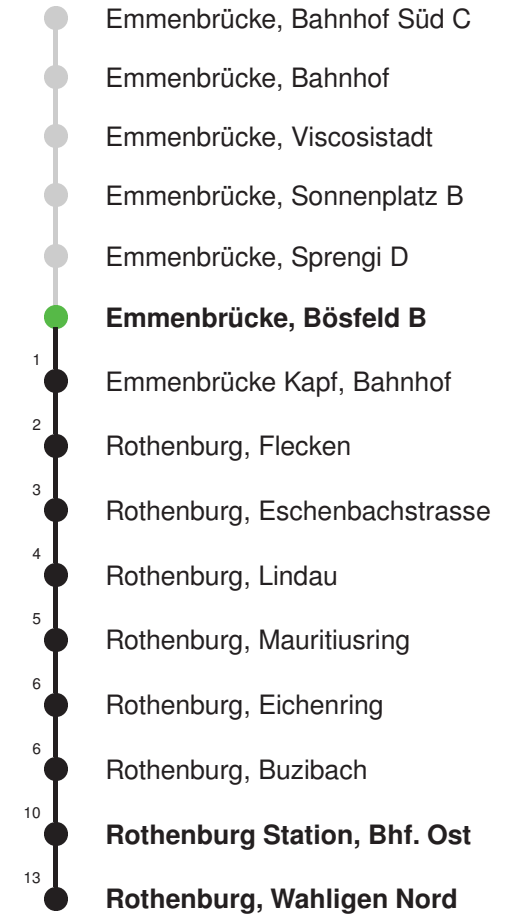 Emmenbrücke, Bahnhof Süd C
Emmenbrücke, Bahnhof
Emmenbrücke, Viscosistadt
Emmenbrücke, Sonnenplatz B
Emmenbrücke, Sprengi D
Emmenbrücke, Bösfeld B
1 Emmenbrücke Kapf, Bahnhof
2 Rothenburg, Flecken
3 Rothenburg, Eschenbachstrasse
4 Rothenburg, Lindau
5 Rothenburg, Mauritiusring
6 Rothenburg, Eichenring
6 Rothenburg, Buzibach
10 Rothenburg Station, Bhf. Ost
13 Rothenburg, Wahligen Nord